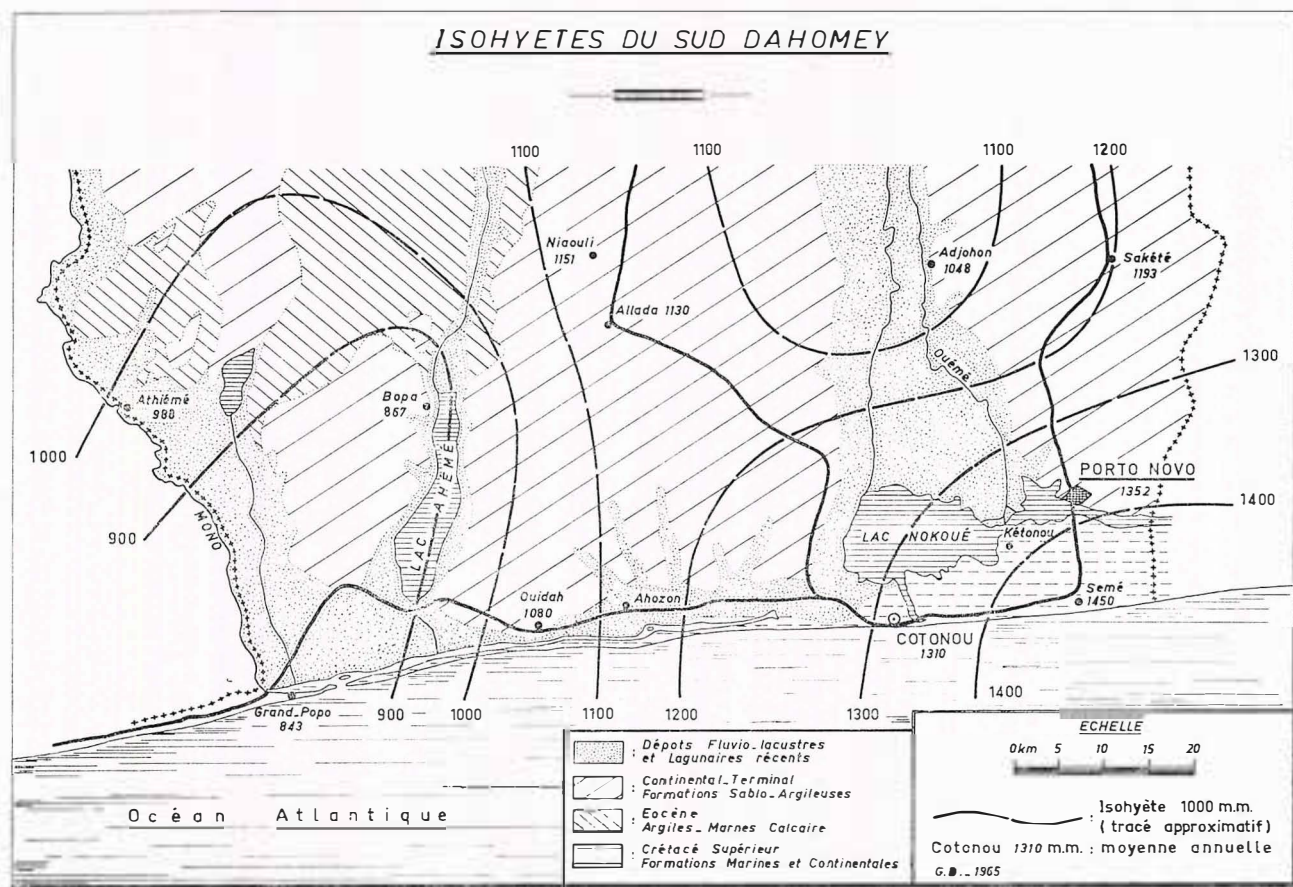 ISOHYETES DU SUD DAHOMEY
1100
1100
1100
1200
Niaouli
1151
Adjohon
1048
Sakété
1193
Allada 1130
Ouémé
1300
Athiémé
988
Bopa
867
1000
LAC AHÉMÉ
PORTO NOVO
1352
1400
MONO
900
LAC NOKOUÉ
Kétonou
Ouidah
1080
Ahozon
Semé
1450
COTONOU
1310
Grand_Popo
843
900
1000
1100
1200
1300
1400
Océan Atlantique
: Dépots Fluvio_lacustres
et Lagunaires récents
: Continental_Terminal
Formations Sablo_Argileuses
: Eocène
Argiles_Marnes Calcaire
: Crétacé Supérieur
Formations Marines et Continentales
ECHELLE
0km 5 10 15 20
: Isohyète 1000 m.m.
( tracé approximatif)
Cotonou 1310 m.m. : moyenne annuelle
G.B._ 1965